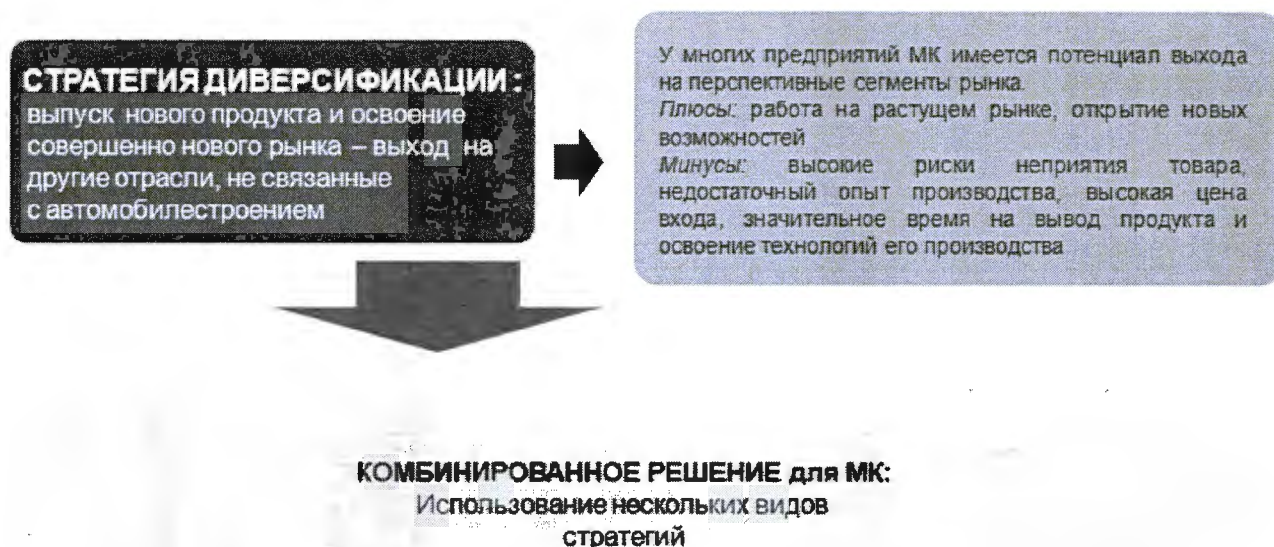 СТРАТЕГИЯ ДИВЕРСИФИКАЦИИ:
выпуск нового продукта и освоение
совершенно нового рынка – выход на
другие отрасли, не связанные
с автомобилестроением
У многих предприятий МК имеется потенциал выхода
на перспективные сегменты рынка.
Плюсы: работа на растущем рынке, открытие новых
возможностей
Минусы: высокие риски неприятия товара,
недостаточный опыт производства, высокая цена
входа, значительное время на вывод продукта и
освоение технологий его производства
КОМБИНИРОВАННОЕ РЕШЕНИЕ для МК:
Использование нескольких видов
стратегий